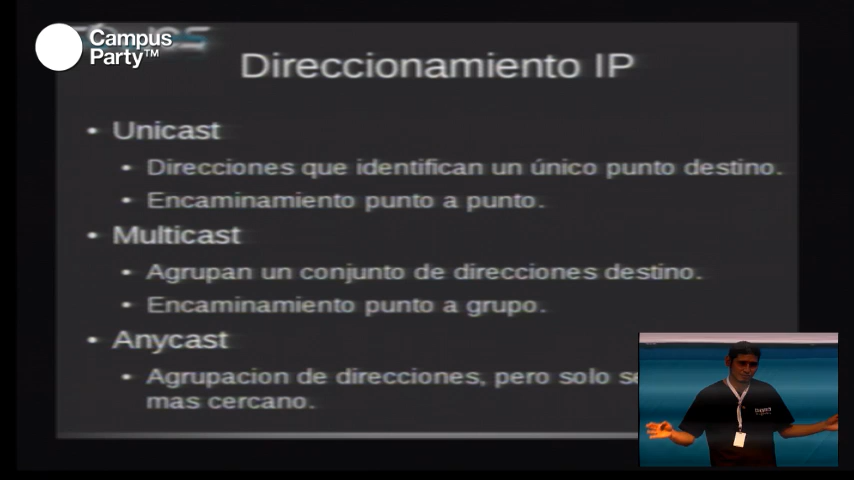 Campus
Party™
Direccionamiento IP
• Unicast
• Direcciones que identifican un único punto destino.
• Encaminamiento punto a punto.
• Multicast
• Agrupan un conjunto de direcciones destino.
• Encaminamiento punto a grupo.
• Anycast
• Agrupacion de direcciones, pero solo se
mas cercano.